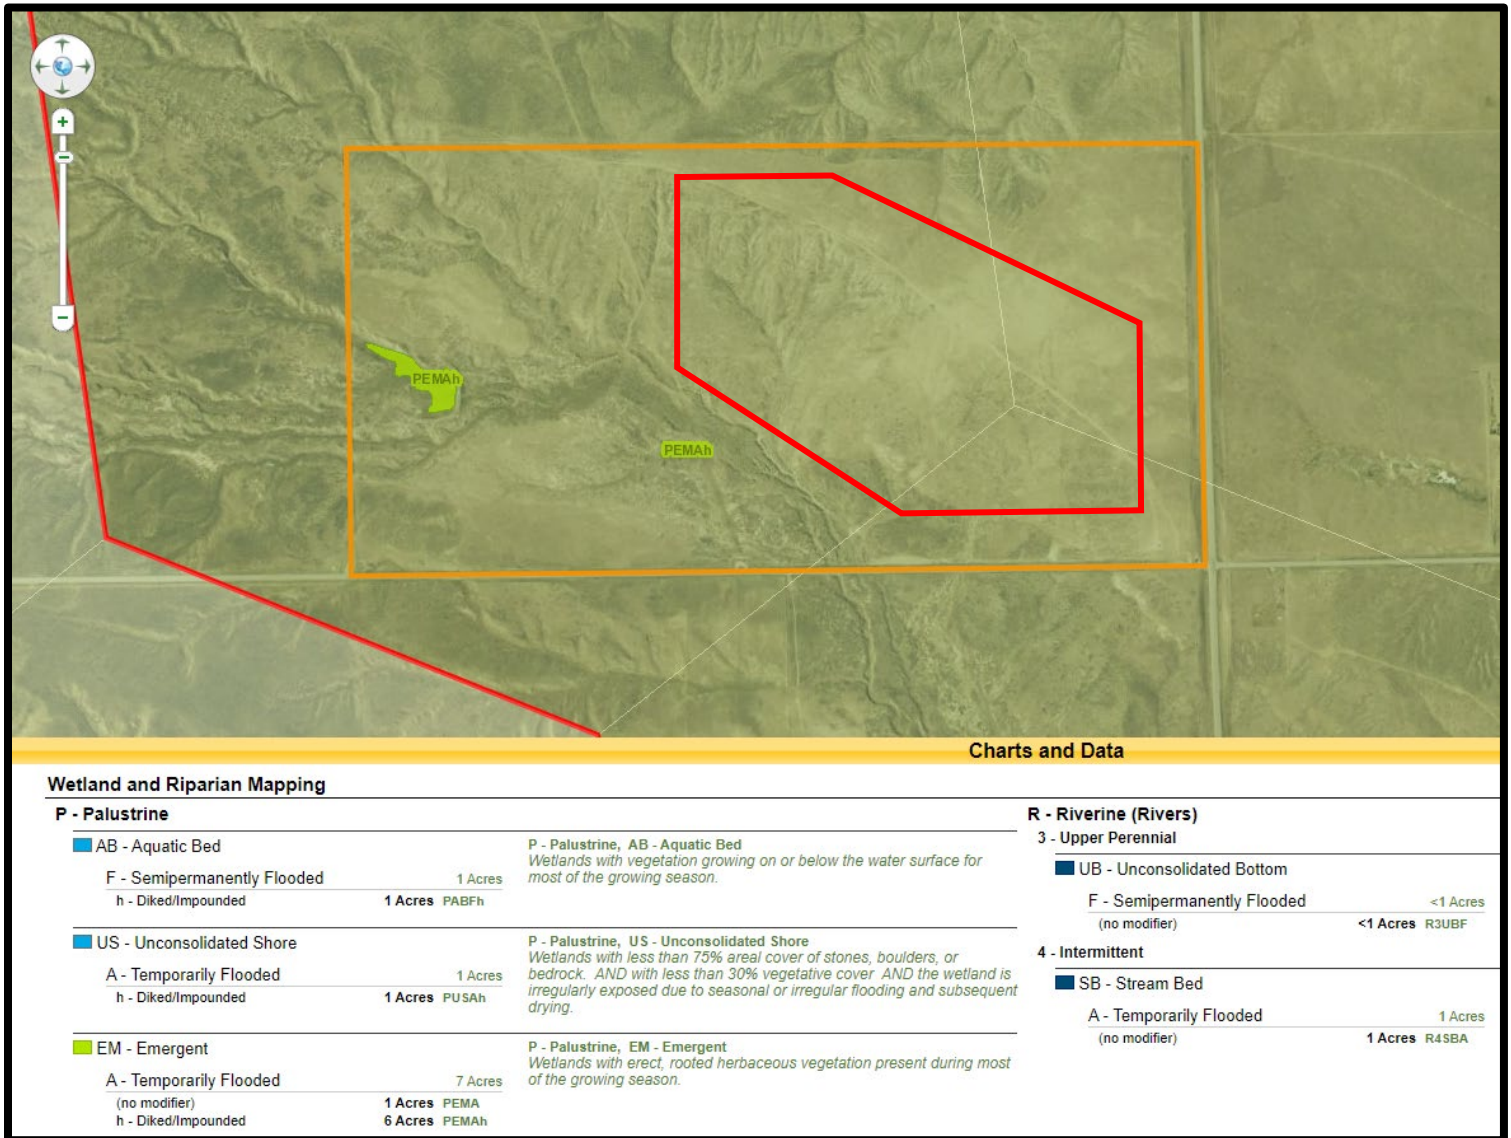 +
−
−
PEMAh
PEMAh
Charts and Data
Wetland and Riparian Mapping
P - Palustrine
AB - Aquatic Bed
F - Semipermanently Flooded 1 Acres
h - Diked/Impounded 1 Acres PABFh
P - Palustrine, AB - Aquatic Bed
Wetlands with vegetation growing on or below the water surface for
most of the growing season.
US - Unconsolidated Shore
A - Temporarily Flooded 1 Acres
h - Diked/Impounded 1 Acres PUSAh
P - Palustrine, US - Unconsolidated Shore
Wetlands with less than 75% areal cover of stones, boulders, or
bedrock. AND with less than 30% vegetative cover AND the wetland is
irregularly exposed due to seasonal or irregular flooding and subsequent
drying.
EM - Emergent
A - Temporarily Flooded 7 Acres
(no modifier) 1 Acres PEMA
h - Diked/Impounded 6 Acres PEMAh
P - Palustrine, EM - Emergent
Wetlands with erect, rooted herbaceous vegetation present during most
of the growing season.
R - Riverine (Rivers)
3 - Upper Perennial
UB - Unconsolidated Bottom
F - Semipermanently Flooded <1 Acres
(no modifier) <1 Acres R3UBF
4 - Intermittent
SB - Stream Bed
A - Temporarily Flooded 1 Acres
(no modifier) 1 Acres R4SBA